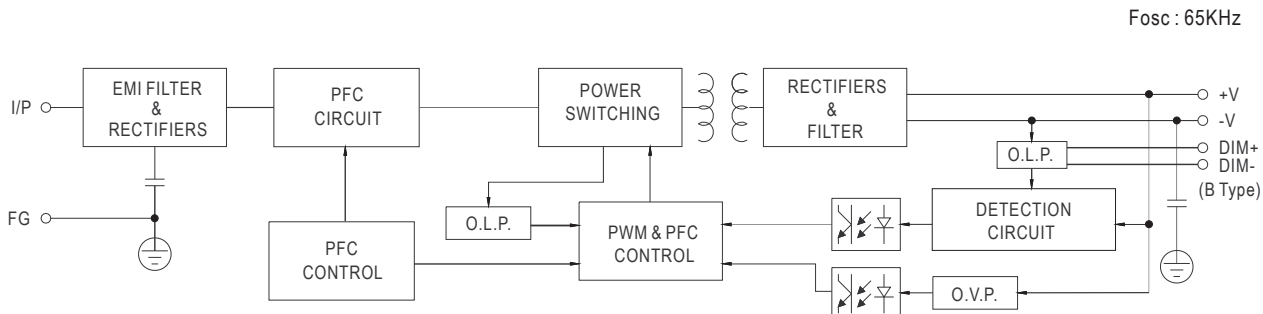 Fosc : 65KHz
I/P
EMI FILTER
&
RECTIFIERS
PFC
CIRCUIT
POWER
SWITCHING
RECTIFIERS
&
FILTER
+V
-V
DIM+
DIM-
(B Type)
O.L.P.
FG
O.L.P.
PFC
CONTROL
PWM & PFC
CONTROL
DETECTION
CIRCUIT
O.V.P.